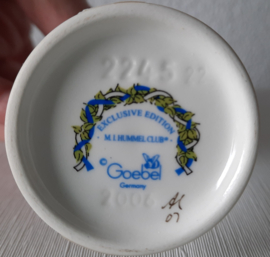 EXCLUSIVE EDITION
· M.I. HUMMEL CLUB® ·
© Goebel
Germany
07